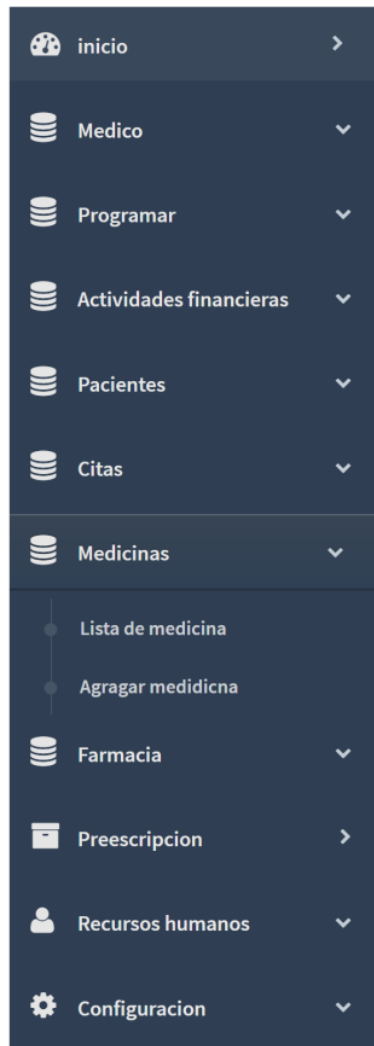 inicio
Medico
Programar
Actividades financieras
Pacientes
Citas
Medicinas
Lista de medicina
Agragar medidicna
Farmacia
Preescripcion
Recursos humanos
Configuracion